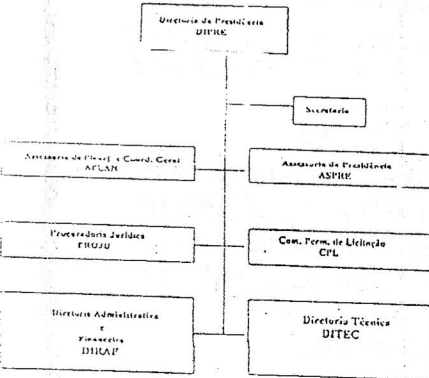 Diretoria da Presidência
DIPRE
Secretaria
Assessoria de Planej. e Coord. Geral
APLAN
Assessoria da Presidência
ASPRE
Procuradoria Jurídica
PROJU
Com. Perm. de Licitação
CPL
Diretoria Administrativa
e
Financeira
DIRAF
Diretoria Técnica
DITEC